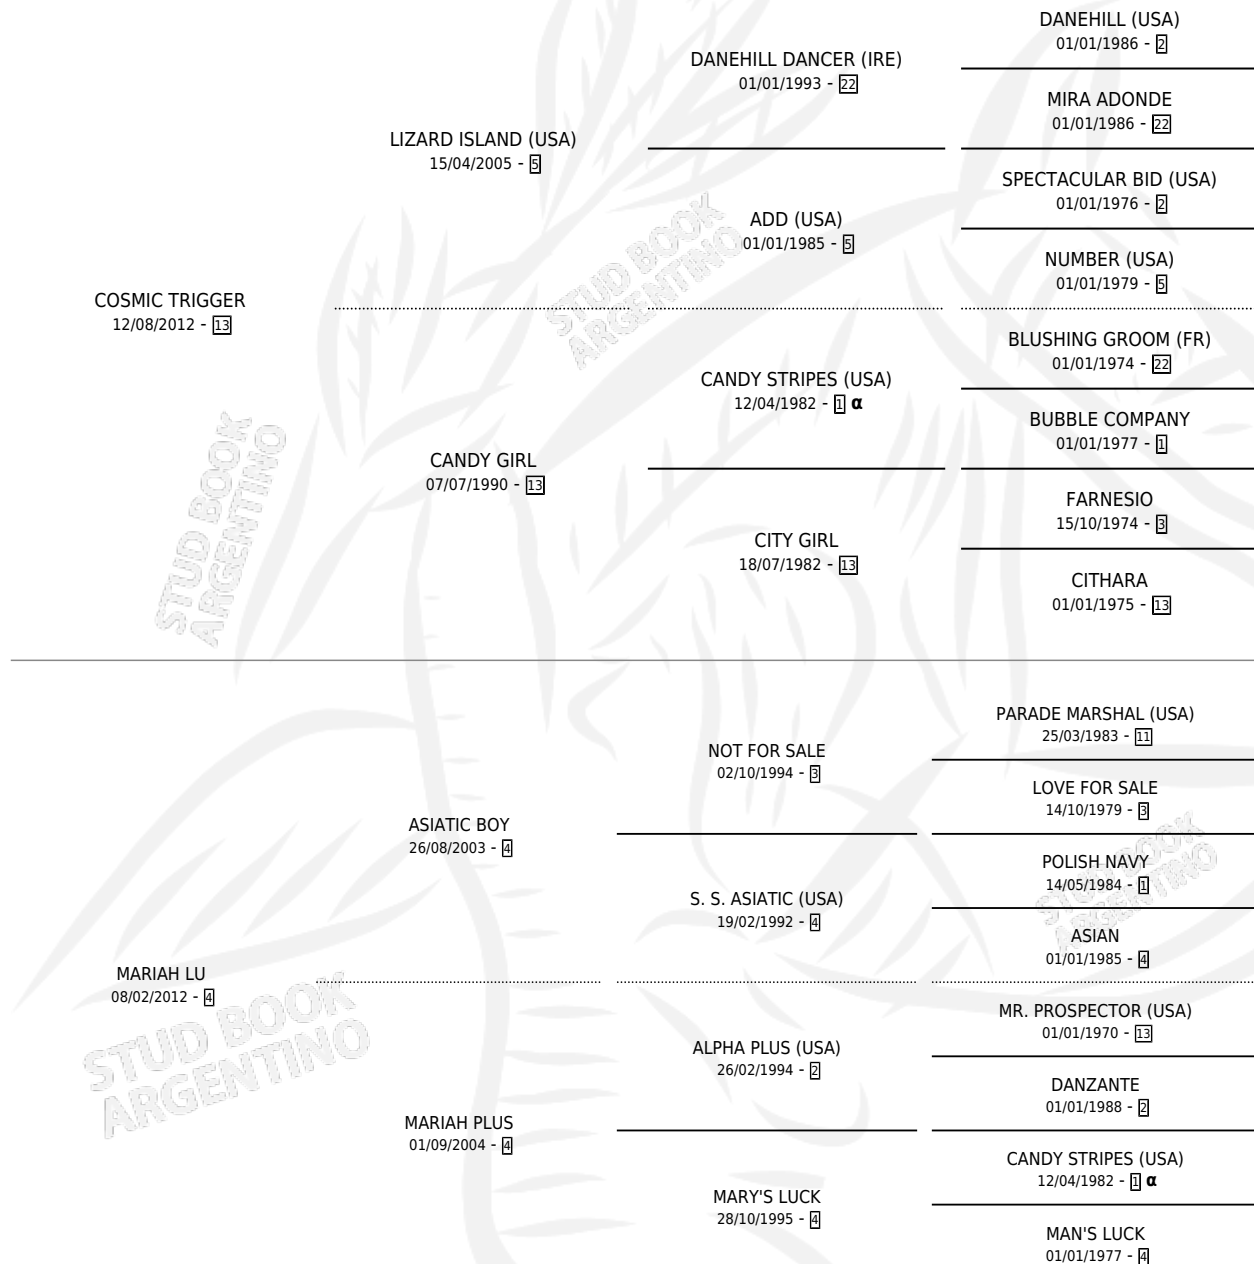 DANEHILL (USA)
01/01/1986 - 2
DANEHILL DANCER (IRE)
01/01/1993 - 22
MIRA ADONDE
01/01/1986 - 22
LIZARD ISLAND (USA)
15/04/2005 - 5
SPECTACULAR BID (USA)
01/01/1976 - 2
ADD (USA)
01/01/1985 - 5
NUMBER (USA)
01/01/1979 - 5
COSMIC TRIGGER
12/08/2012 - 13
BLUSHING GROOM (FR)
01/01/1974 - 22
CANDY STRIPES (USA)
12/04/1982 - 1 α
BUBBLE COMPANY
01/01/1977 - 1
CANDY GIRL
07/07/1990 - 13
FARNESIO
15/10/1974 - 3
CITY GIRL
18/07/1982 - 13
CITHARA
01/01/1975 - 13
STUD BOOK
ARGENTINO
STUD BOOK
ARGENTINO
PARADE MARSHAL (USA)
25/03/1983 - 11
NOT FOR SALE
02/10/1994 - 3
LOVE FOR SALE
14/10/1979 - 3
ASIATIC BOY
26/08/2003 - 4
POLISH NAVY
14/05/1984 - 1
S. S. ASIATIC (USA)
19/02/1992 - 4
ASIAN
01/01/1985 - 4
MARIAH LU
08/02/2012 - 4
MR. PROSPECTOR (USA)
01/01/1970 - 13
ALPHA PLUS (USA)
26/02/1994 - 2
DANZANTE
01/01/1988 - 2
MARIAH PLUS
01/09/2004 - 4
CANDY STRIPES (USA)
12/04/1982 - 1 α
MARY'S LUCK
28/10/1995 - 4
MAN'S LUCK
01/01/1977 - 4
STUD BOOK
ARGENTINO
STUD BOOK
ARGENTINO